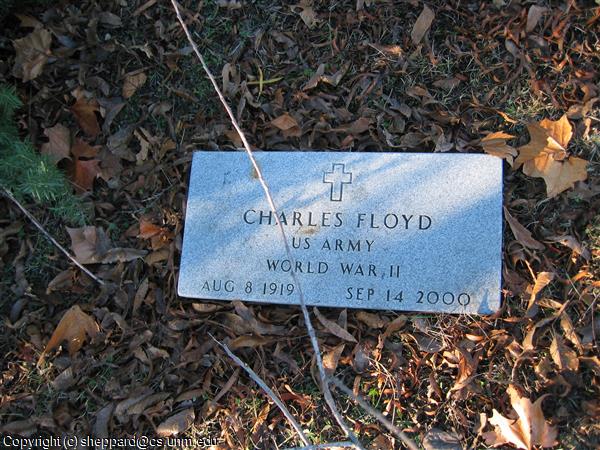 CHARLES FLOYD
US ARMY
WORLD WAR II
AUG 8 1919 SEP 14 2000
Copyright (c) sheppard@cs.unm.edu